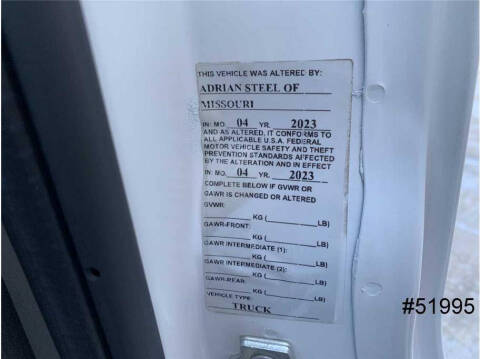 THIS VEHICLE WAS ALTERED BY:
ADRIAN STEEL OF
MISSOURI
IN: MO. 04 YR. 2023
AND AS ALTERED, IT CONFORMS TO
ALL APPLICABLE U.S.A. FEDERAL
MOTOR VEHICLE SAFETY AND THEFT
PREVENTION STANDARDS AFFECTED
BY THE ALTERATION AND IN EFFECT
IN: MO. 04 YR. 2023
COMPLETE BELOW IF GVWR OR
GAWR IS CHANGED OR ALTERED
GVWR:
KG ( LB)
GAWR-FRONT:
KG ( LB)
GAWR INTERMEDIATE (1):
KG ( LB)
GAWR INTERMEDIATE (2):
KG ( LB)
GAWR-REAR:
KG ( LB)
VEHICLE TYPE:
TRUCK
#51995